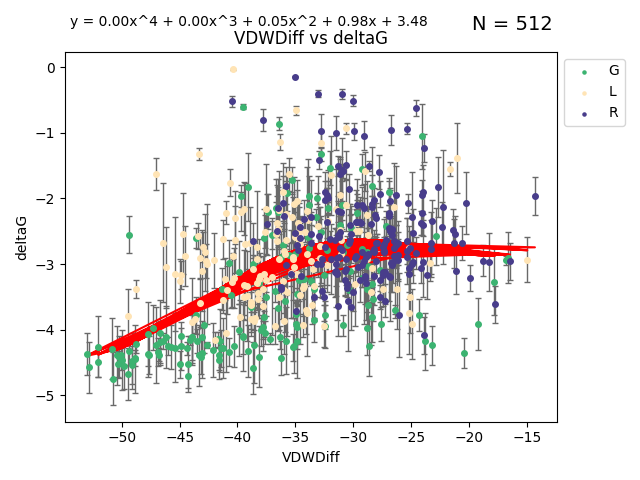 y = 0.00x^4 + 0.00x^3 + 0.05x^2 + 0.98x + 3.48
N = 512
VDWDiff vs deltaG
G
L
R
deltaG
0
−1
−2
−3
−4
−5
−50 −45 −40 −35 −30 −25 −20 −15
VDWDiff